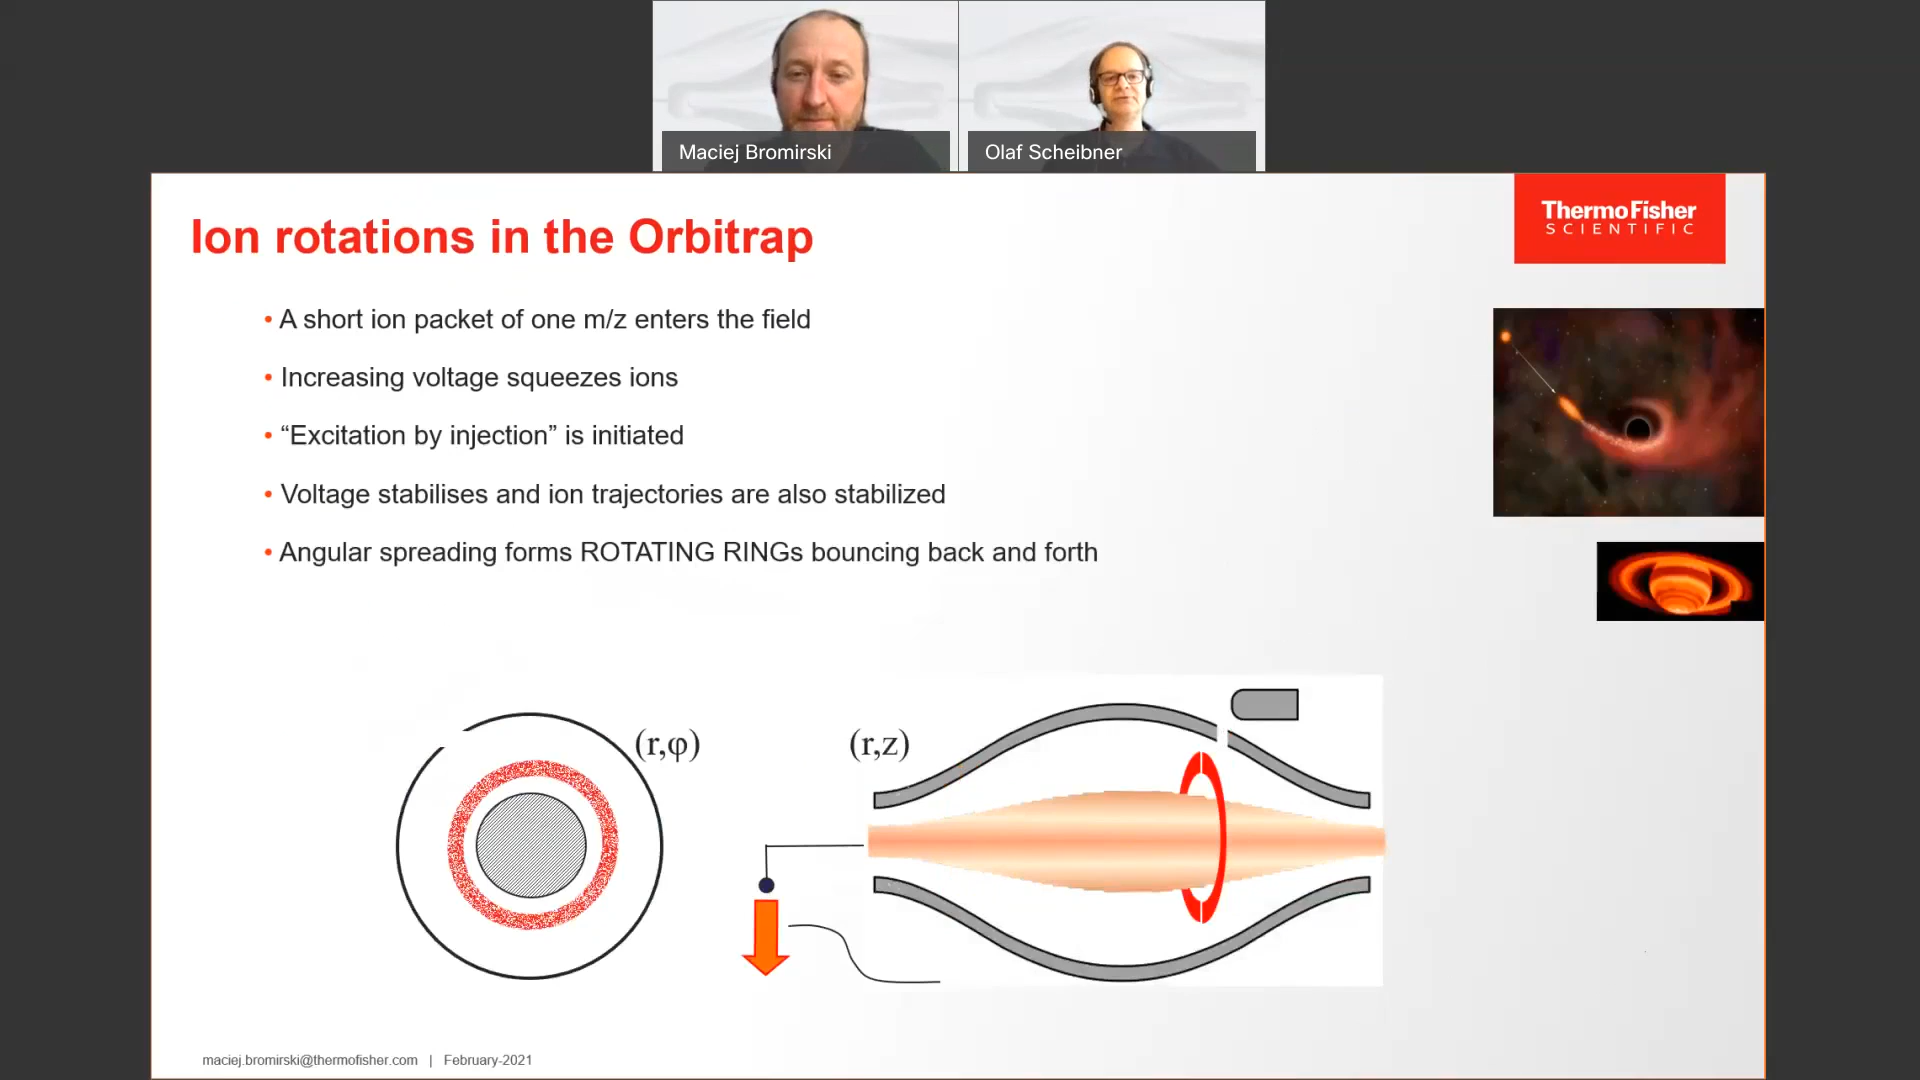 Maciej Bromirski
Olaf Scheibner
Ion rotations in the Orbitrap
ThermoFisher
SCIENTIFIC
• A short ion packet of one m/z enters the field
• Increasing voltage squeezes ions
• “Excitation by injection” is initiated
• Voltage stabilises and ion trajectories are also stabilized
• Angular spreading forms ROTATING RINGs bouncing back and forth
(r,φ)
(r,z)
maciej.bromirski@thermofisher.com | February-2021